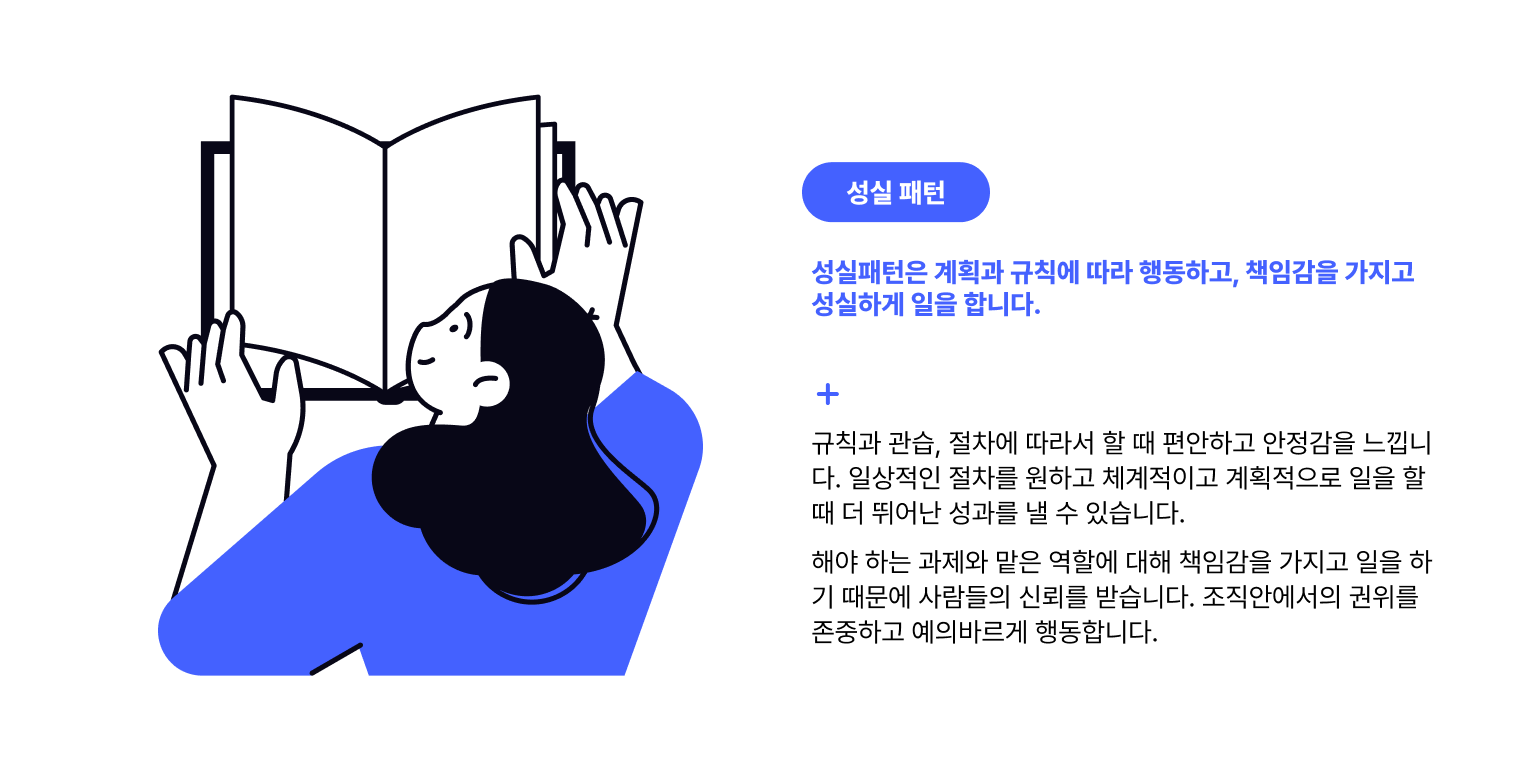 성실 패턴
성실패턴은 계획과 규칙에 따라 행동하고, 책임감을 가지고
성실하게 일을 합니다.
규칙과 관습, 절차에 따라서 할 때 편안하고 안정감을 느낍니
다. 일상적인 절차를 원하고 체계적이고 계획적으로 일을 할
때 더 뛰어난 성과를 낼 수 있습니다.
해야 하는 과제와 맡은 역할에 대해 책임감을 가지고 일을 하
기 때문에 사람들의 신뢰를 받습니다. 조직안에서의 권위를
존중하고 예의바르게 행동합니다.